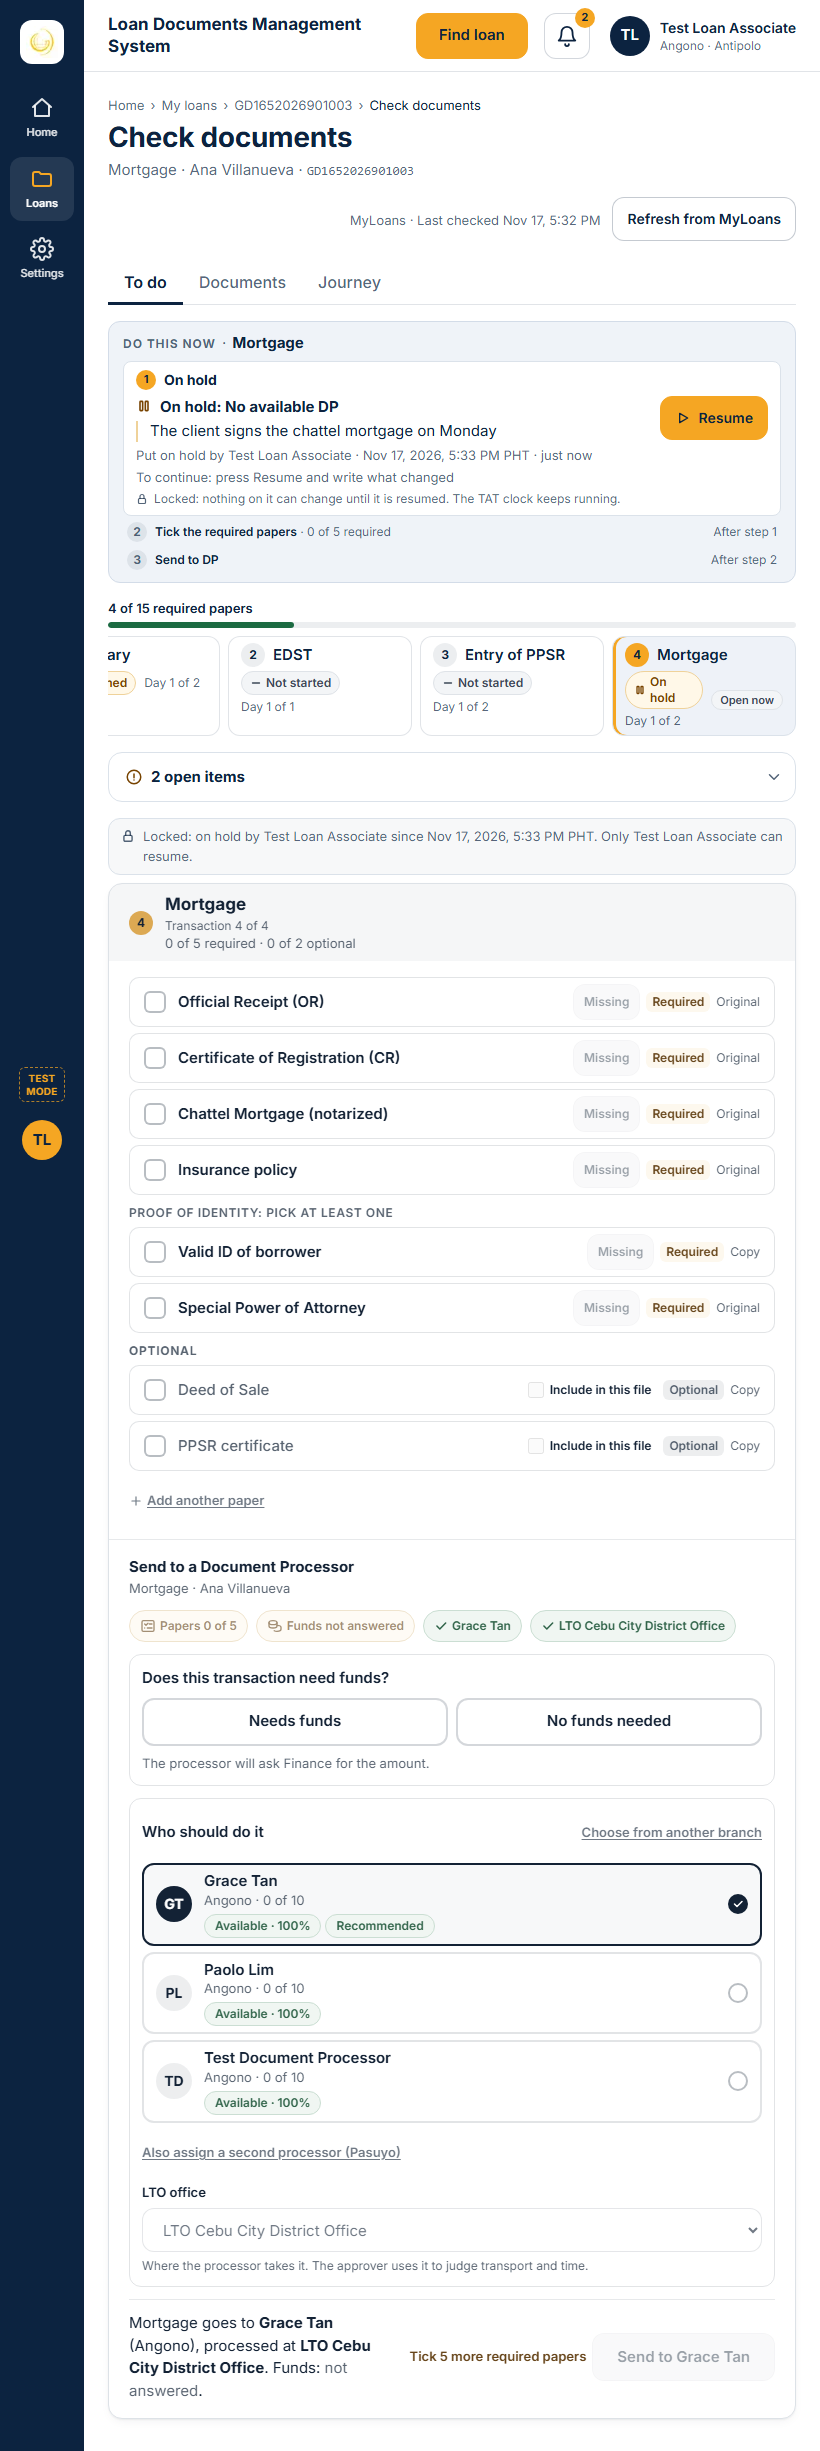 Home
Loans
Settings
TEST
MODE
TL
Loan Documents Management
System
Find loan
2
TL
Test Loan Associate
Angono · Antipolo
Home › My loans › GD1652026901003 › Check documents
Check documents
Mortgage · Ana Villanueva · GD1652026901003
MyLoans · Last checked Nov 17, 5:32 PM
Refresh from MyLoans
To do
Documents
Journey
DO THIS NOW · Mortgage
1 On hold
On hold: No available DP
The client signs the chattel mortgage on Monday
Put on hold by Test Loan Associate · Nov 17, 2026, 5:33 PM PHT · just now
To continue: press Resume and write what changed
Locked: nothing on it can change until it is resumed. The TAT clock keeps running.
Resume
2 Tick the required papers · 0 of 5 required
After step 1
3 Send to DP
After step 2
4 of 15 required papers
ary
ned Day 1 of 2
2 EDST
Not started
Day 1 of 1
3 Entry of PPSR
Not started
Day 1 of 2
4 Mortgage
On
hold
Open now
Day 1 of 2
2 open items
Locked: on hold by Test Loan Associate since Nov 17, 2026, 5:33 PM PHT. Only Test Loan Associate can
resume.
4
Mortgage
Transaction 4 of 4
0 of 5 required · 0 of 2 optional
Official Receipt (OR) Missing Required Original
Certificate of Registration (CR) Missing Required Original
Chattel Mortgage (notarized) Missing Required Original
Insurance policy Missing Required Original
PROOF OF IDENTITY: PICK AT LEAST ONE
Valid ID of borrower Missing Required Copy
Special Power of Attorney Missing Required Original
OPTIONAL
Deed of Sale Include in this file Optional Copy
PPSR certificate Include in this file Optional Copy
+ Add another paper
Send to a Document Processor
Mortgage · Ana Villanueva
Papers 0 of 5
Funds not answered
Grace Tan
LTO Cebu City District Office
Does this transaction need funds?
Needs funds
No funds needed
The processor will ask Finance for the amount.
Who should do it
Choose from another branch
GT
Grace Tan
Angono · 0 of 10
Available · 100%
Recommended
PL
Paolo Lim
Angono · 0 of 10
Available · 100%
TD
Test Document Processor
Angono · 0 of 10
Available · 100%
Also assign a second processor (Pasuyo)
LTO office
LTO Cebu City District Office
Where the processor takes it. The approver uses it to judge transport and time.
Mortgage goes to Grace Tan
(Angono), processed at LTO Cebu
City District Office. Funds: not
answered.
Tick 5 more required papers
Send to Grace Tan